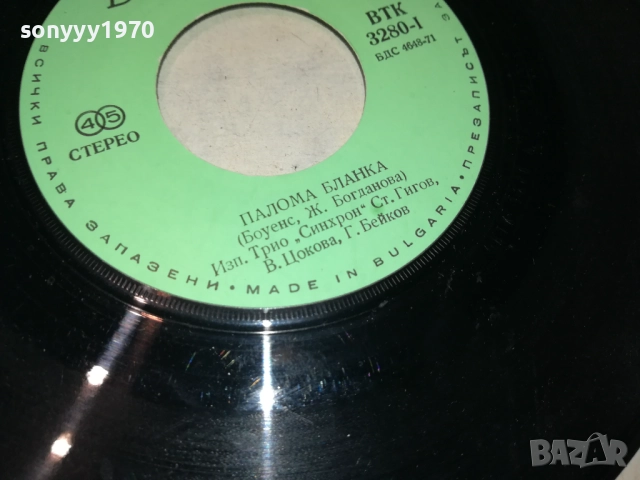 sonyyy1970
ВТК
3280-1
БДС 4648-71
45
СТЕРЕО
ПАЛОМА БЛАНКА
(Боуенс, Ж. Богданова)
Изп. Трио „Синхрон" Ст. Гигов,
В. Цокова, Г. Бейков
ВСИЧКИ ПРАВА ЗАПАЗЕНИ • MADE IN BULGARIA • ПРЕЗАПИСЪТ ЗА
BAZAR